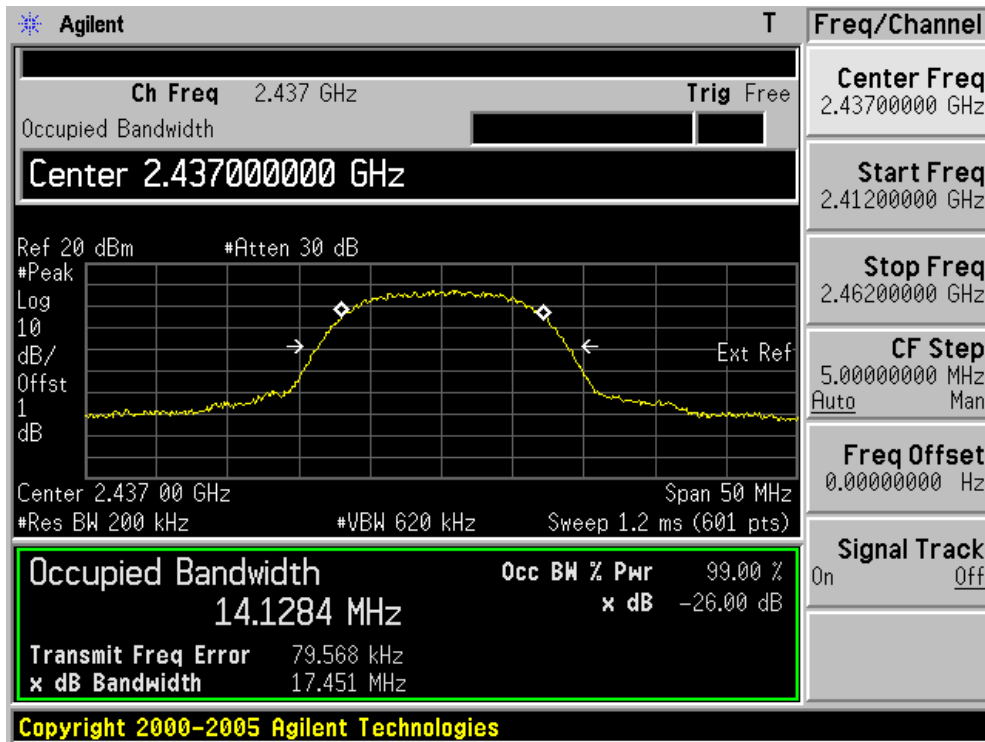 Agilent T
Ch Freq 2.437 GHz Trig Free
Occupied Bandwidth
Center 2.437000000 GHz
Ref 20 dBm #Atten 30 dB
#Peak
Log
10
dB/
Offst
1
dB
Ext Ref
Center 2.437 00 GHz Span 50 MHz
#Res BW 200 kHz #VBW 620 kHz Sweep 1.2 ms (601 pts)
Occupied Bandwidth
14.1284 MHz
Occ BW % Pwr 99.00 %
x dB -26.00 dB
Transmit Freq Error 79.568 kHz
x dB Bandwidth 17.451 MHz
Copyright 2000-2005 Agilent Technologies
Freq/Channel
Center Freq
2.43700000 GHz
Start Freq
2.41200000 GHz
Stop Freq
2.46200000 GHz
CF Step
5.00000000 MHz
Auto Man
Freq Offset
0.00000000 Hz
Signal Track
On Off